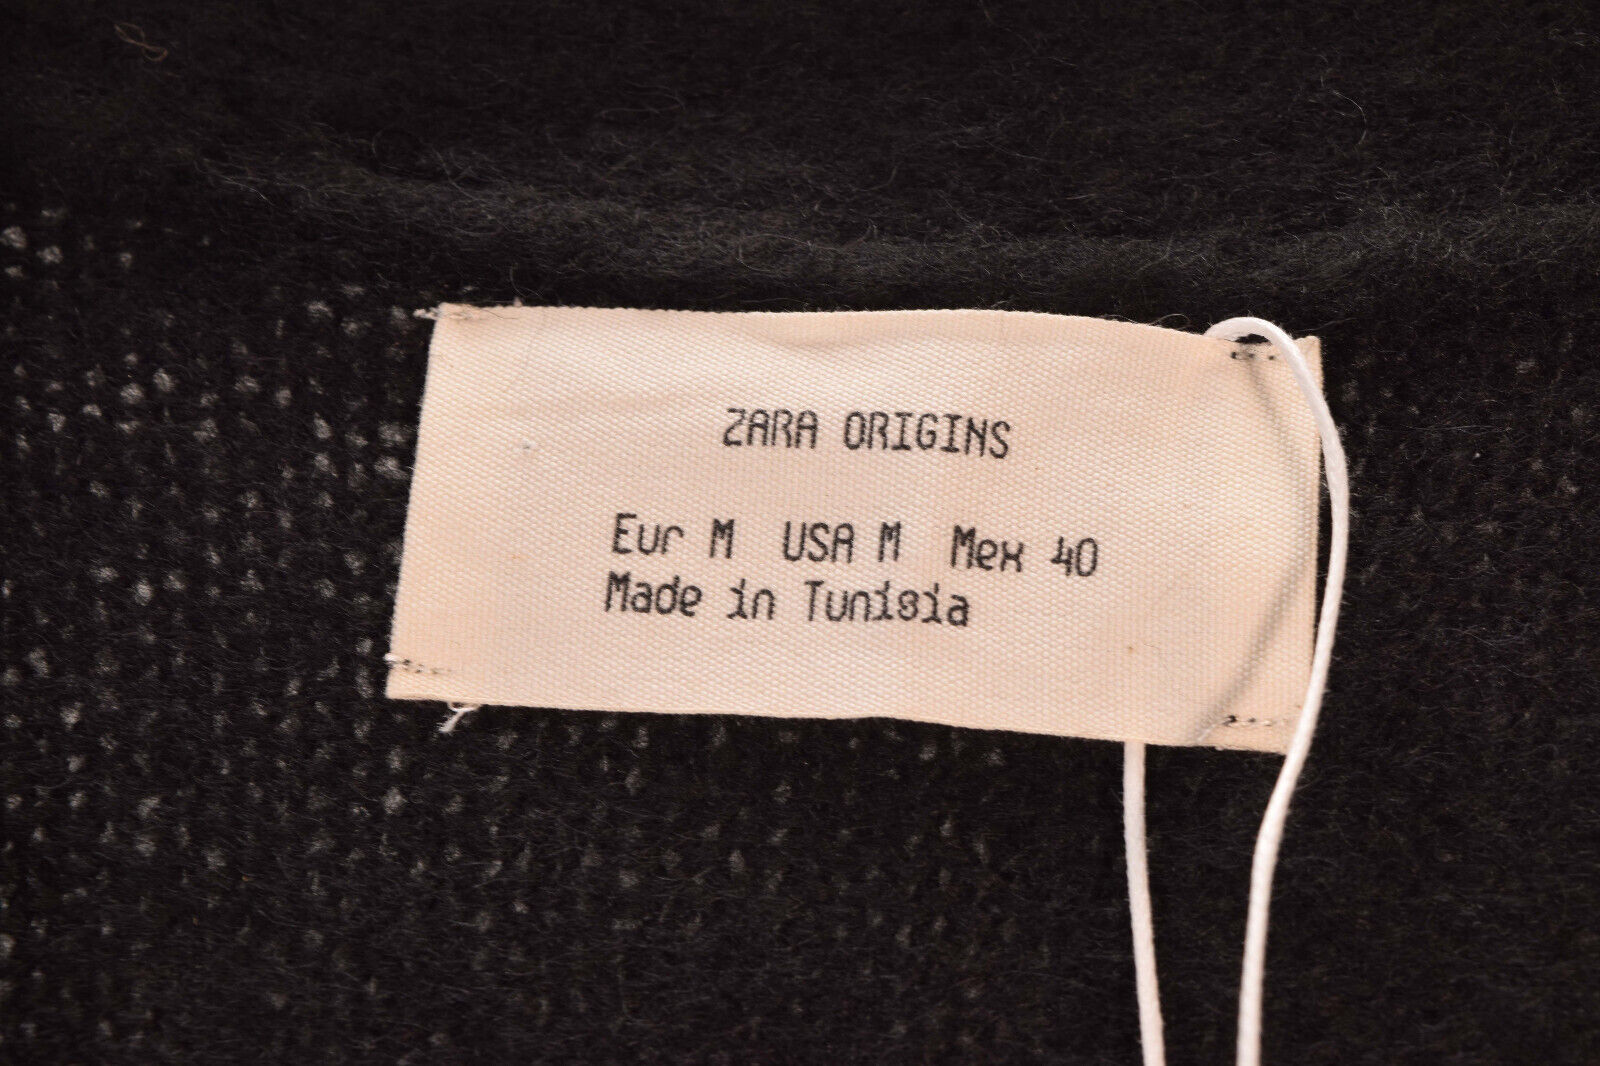 ZARA ORIGINS
Eur M USA M Mex 40
Made in Tunisia